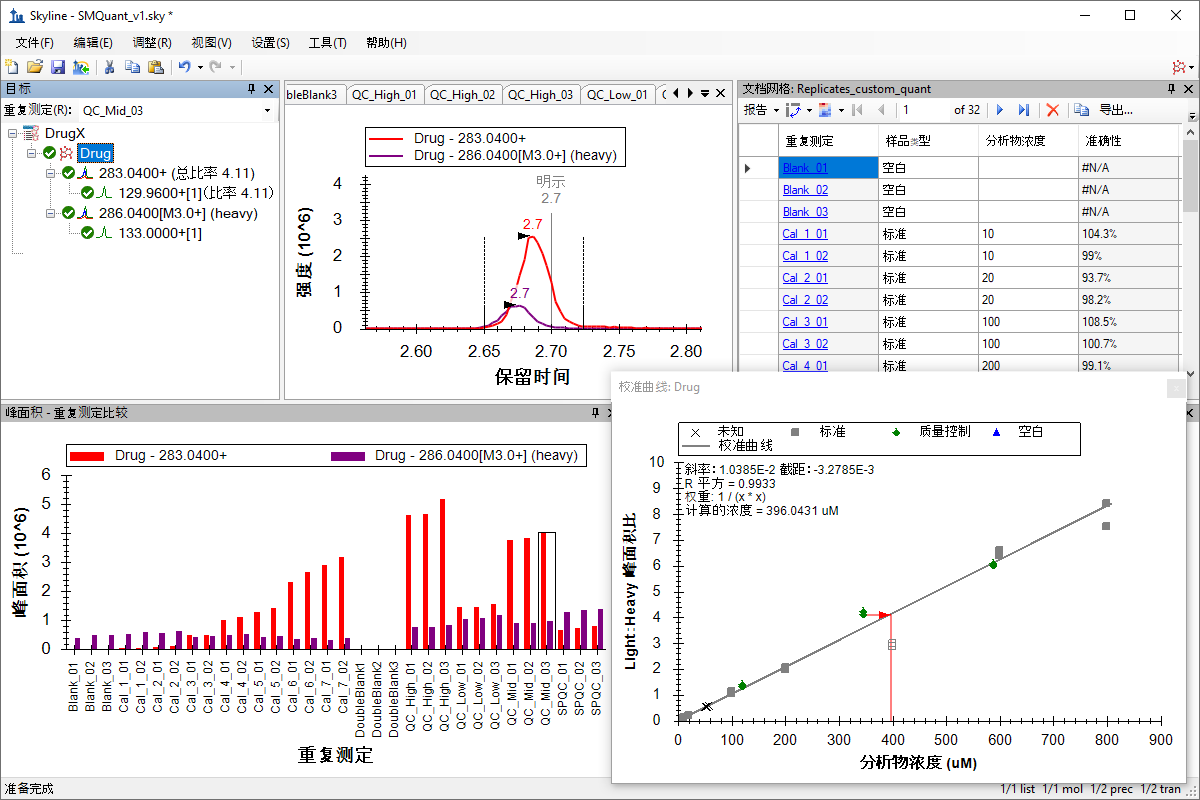 Skyline - SMQuant_v1.sky *
文件(F) 编辑(E) 调整(R) 视图(V) 设置(S) 工具(T) 帮助(H)
目标
重复测定(R): QC_Mid_03
DrugX
Drug
283.0400+ (总比率 4.11)
129.9600+[1](比率 4.11)
286.0400[M3.0+] (heavy)
133.0000+[1]
bleBlank3 QC_High_01 QC_High_02 QC_High_03 QC_Low_01
Drug - 283.0400+
Drug - 286.0400[M3.0+] (heavy)
明示
2.7
2.7
2.7
强度 (10^6)
4
3
2
1
0
2.60 2.65 2.70 2.75 2.80
保留时间
文档网格: Replicates_custom_quant
报告 1 of 32 导出...
重复测定 样品类型 分析物浓度 准确性
Blank_01 空白 #N/A
Blank_02 空白 #N/A
Blank_03 空白 #N/A
Cal_1_01 标准 10 104.3%
Cal_1_02 标准 10 99%
Cal_2_01 标准 20 93.7%
Cal_2_02 标准 20 98.2%
Cal_3_01 标准 100 108.5%
Cal_3_02 标准 100 100.7%
Cal_4_01 标准 200 99.1%
峰面积 - 重复测定比较
Drug - 283.0400+ Drug - 286.0400[M3.0+] (heavy)
峰面积 (10^6)
6
5
4
3
2
1
0
Blank_01
Blank_02
Blank_03
Cal_1_01
Cal_1_02
Cal_2_01
Cal_2_02
Cal_3_01
Cal_3_02
Cal_4_01
Cal_4_02
Cal_5_01
Cal_5_02
Cal_6_01
Cal_6_02
Cal_7_01
Cal_7_02
DoubleBlank1
DoubleBlank2
DoubleBlank3
QC_High_01
QC_High_02
QC_High_03
QC_Low_01
QC_Low_02
QC_Low_03
QC_Mid_01
QC_Mid_02
QC_Mid_03
SPQC_01
SPQC_02
SPQC_03
重复测定
校准曲线: Drug
未知 标准 质量控制 空白
校准曲线
斜率: 1.0385E-2 截距: -3.2785E-3
R 平方 = 0.9933
权重: 1 / (x * x)
计算的浓度 = 396.0431 uM
Light:Heavy 峰面积比
10
9
8
7
6
5
4
3
2
1
0
0 100 200 300 400 500 600 700 800 900
分析物浓度 (uM)
准备完成
1/1 list 1/1 mol 1/2 prec 1/2 tran